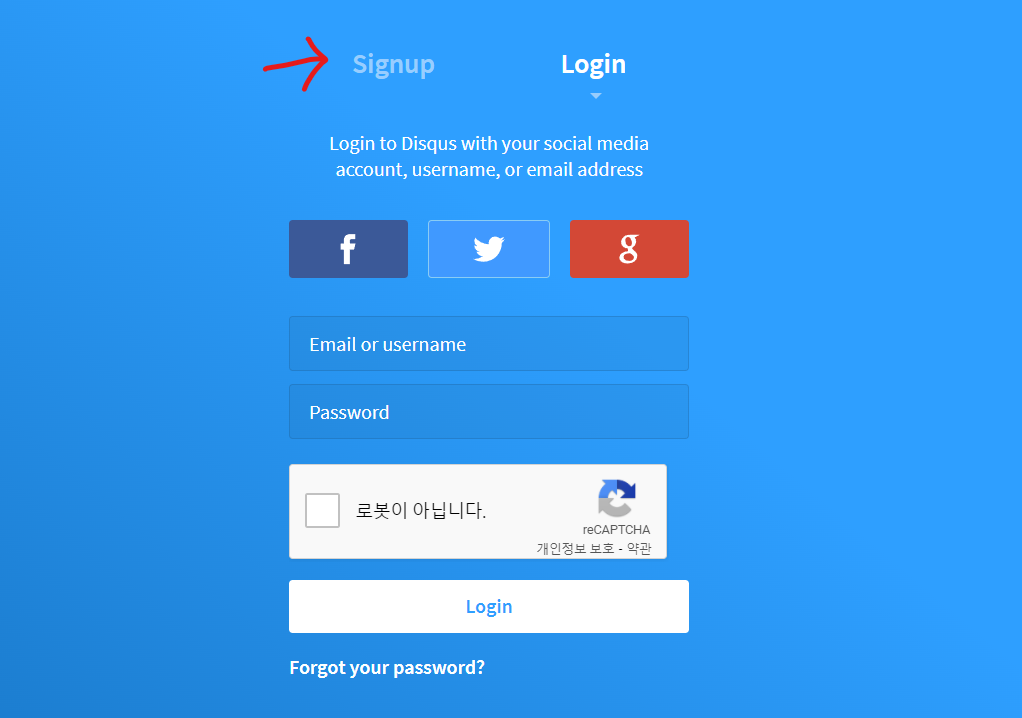 Signup
Login
Login to Disqus with your social media
account, username, or email address
Email or username
Password
로봇이 아닙니다.
reCAPTCHA
개인정보 보호 - 약관
Login
Forgot your password?